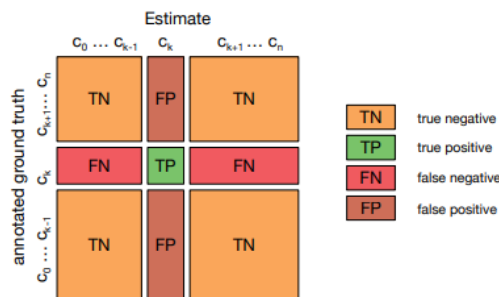 Estimate
c0 ... ck-1 ck ck+1 ... cn
annotated ground truth
ck+1... cn
ck
c0 ... ck-1
TN FP TN
FN TP FN
TN FP TN
TN true negative
TP true positive
FN false negative
FP false positive